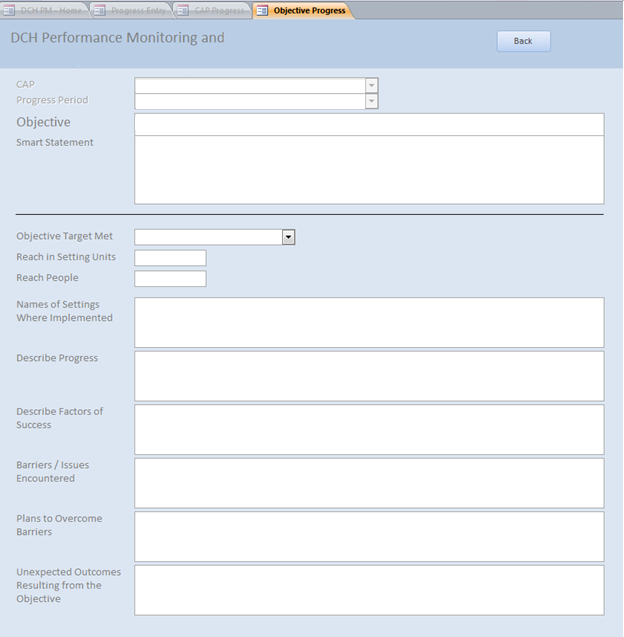 DCH PM - Home
Progress Entry
CAP Progress
Objective Progress
DCH Performance Monitoring and
Back
CAP
Progress Period
Objective
Smart Statement
Objective Target Met
Reach in Setting Units
Reach People
Names of Settings
Where Implemented
Describe Progress
Describe Factors of
Success
Barriers / Issues
Encountered
Plans to Overcome
Barriers
Unexpected Outcomes
Resulting from the
Objective